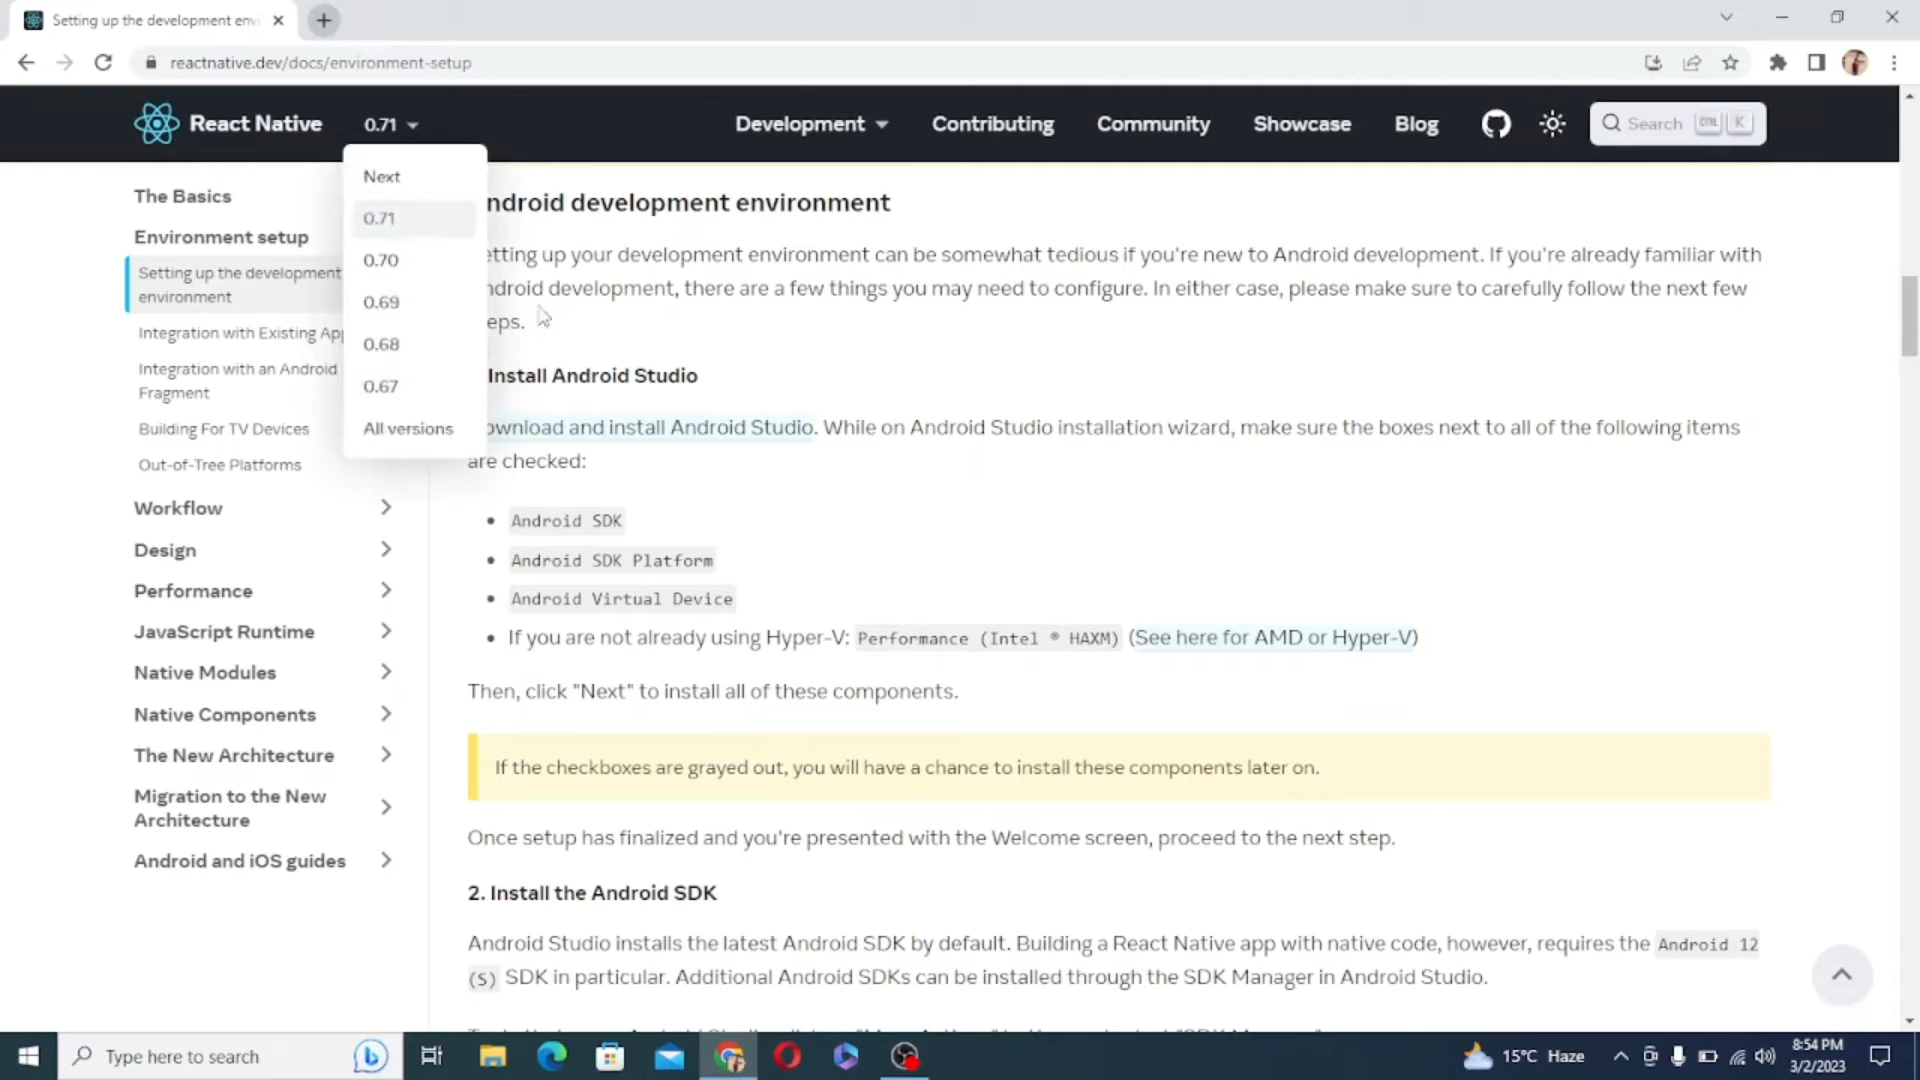 Setting up the development envi
reactnative.dev/docs/environment-setup
React Native
0.71
Development
Contributing
Community
Showcase
Blog
Search
CTRL
K
Next
0.71
0.70
0.69
0.68
0.67
All versions
The Basics
Environment setup
Setting up the development
environment
Integration with Existing App
Integration with an Android
Fragment
Building For TV Devices
Out-of-Tree Platforms
Workflow
Design
Performance
JavaScript Runtime
Native Modules
Native Components
The New Architecture
Migration to the New
Architecture
Android and iOS guides
ndroid development environment
etting up your development environment can be somewhat tedious if you're new to Android development. If you're already familiar with
ndroid development, there are a few things you may need to configure. In either case, please make sure to carefully follow the next few
eps.
Install Android Studio
ownload and install Android Studio. While on Android Studio installation wizard, make sure the boxes next to all of the following items
are checked:
• Android SDK
• Android SDK Platform
• Android Virtual Device
• If you are not already using Hyper-V: Performance (Intel ® HAXM) (See here for AMD or Hyper-V)
Then, click "Next" to install all of these components.
If the checkboxes are grayed out, you will have a chance to install these components later on.
Once setup has finalized and you're presented with the Welcome screen, proceed to the next step.
2. Install the Android SDK
Android Studio installs the latest Android SDK by default. Building a React Native app with native code, however, requires the Android 12
(S) SDK in particular. Additional Android SDKs can be installed through the SDK Manager in Android Studio.
Type here to search
15°C Haze
8:54 PM
3/2/2023